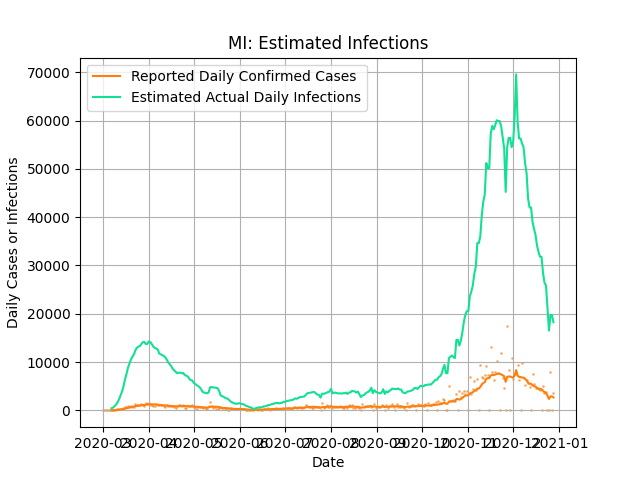 MI: Estimated Infections
Reported Daily Confirmed Cases
Estimated Actual Daily Infections
Daily Cases or Infections
70000
60000
50000
40000
30000
20000
10000
0
2020-03 2020-04 2020-05 2020-06 2020-07 2020-08 2020-09 2020-10 2020-11 2020-12 2021-01
Date